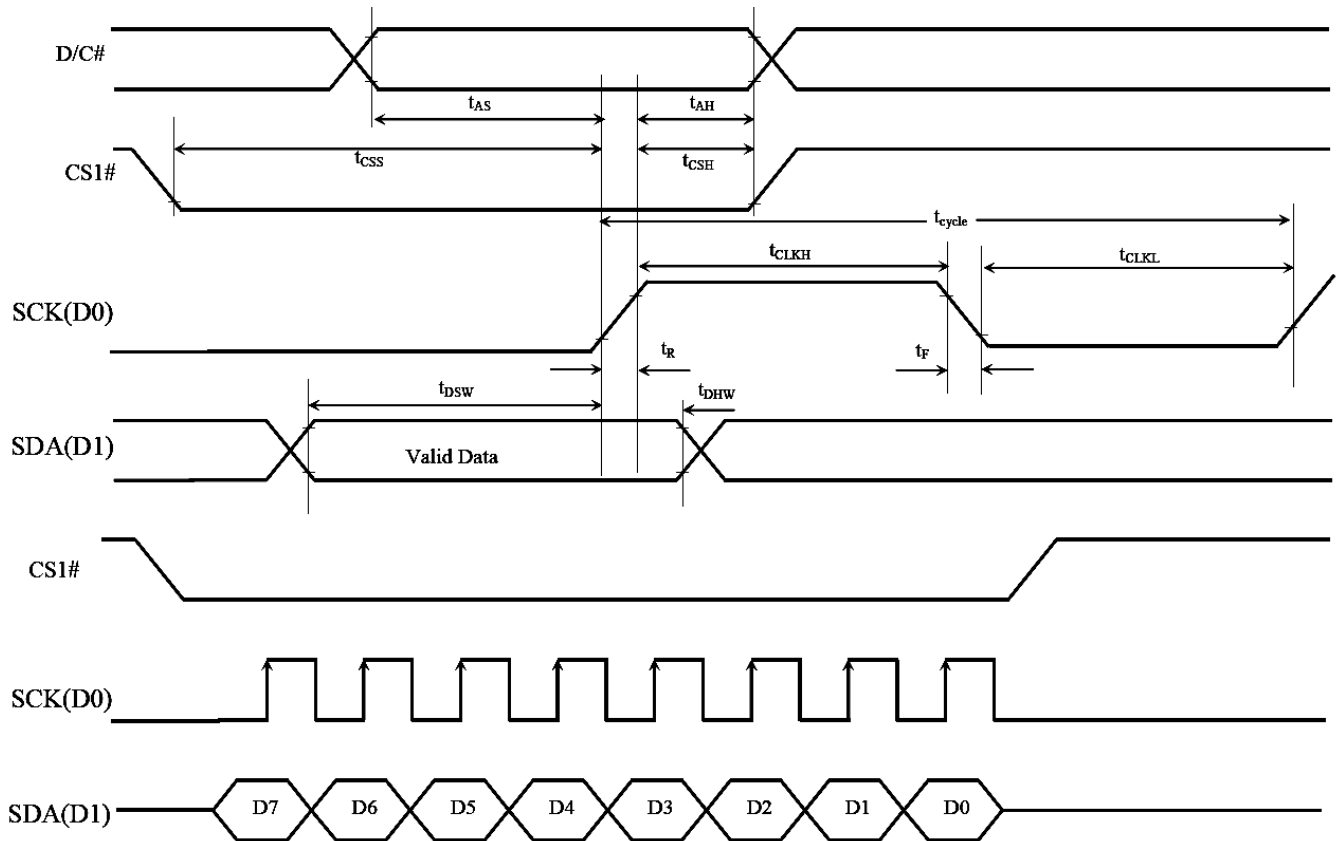 D/C#
tAS
tAH
CS1#
tCSS
tCSH
tcycle
tCLKH
tCLKL
SCK(D0)
tR
tF
tDSW
tDHW
SDA(D1)
Valid Data
CS1#
SCK(D0)
SDA(D1)
D7 D6 D5 D4 D3 D2 D1 D0